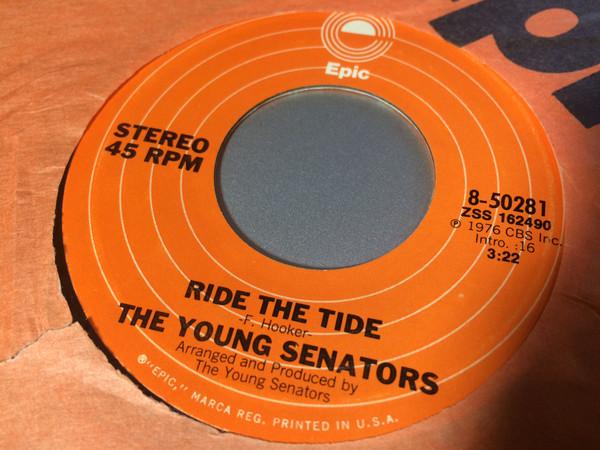 Epic
STEREO
45 RPM
8-50281
ZSS 162490
℗ 1976 CBS Inc.
Intro. :16
3:22
RIDE THE TIDE
-F. Hooker-
THE YOUNG SENATORS
Arranged and Produced by
The Young Senators
® "EPIC," MARCA REG. PRINTED IN U.S.A.